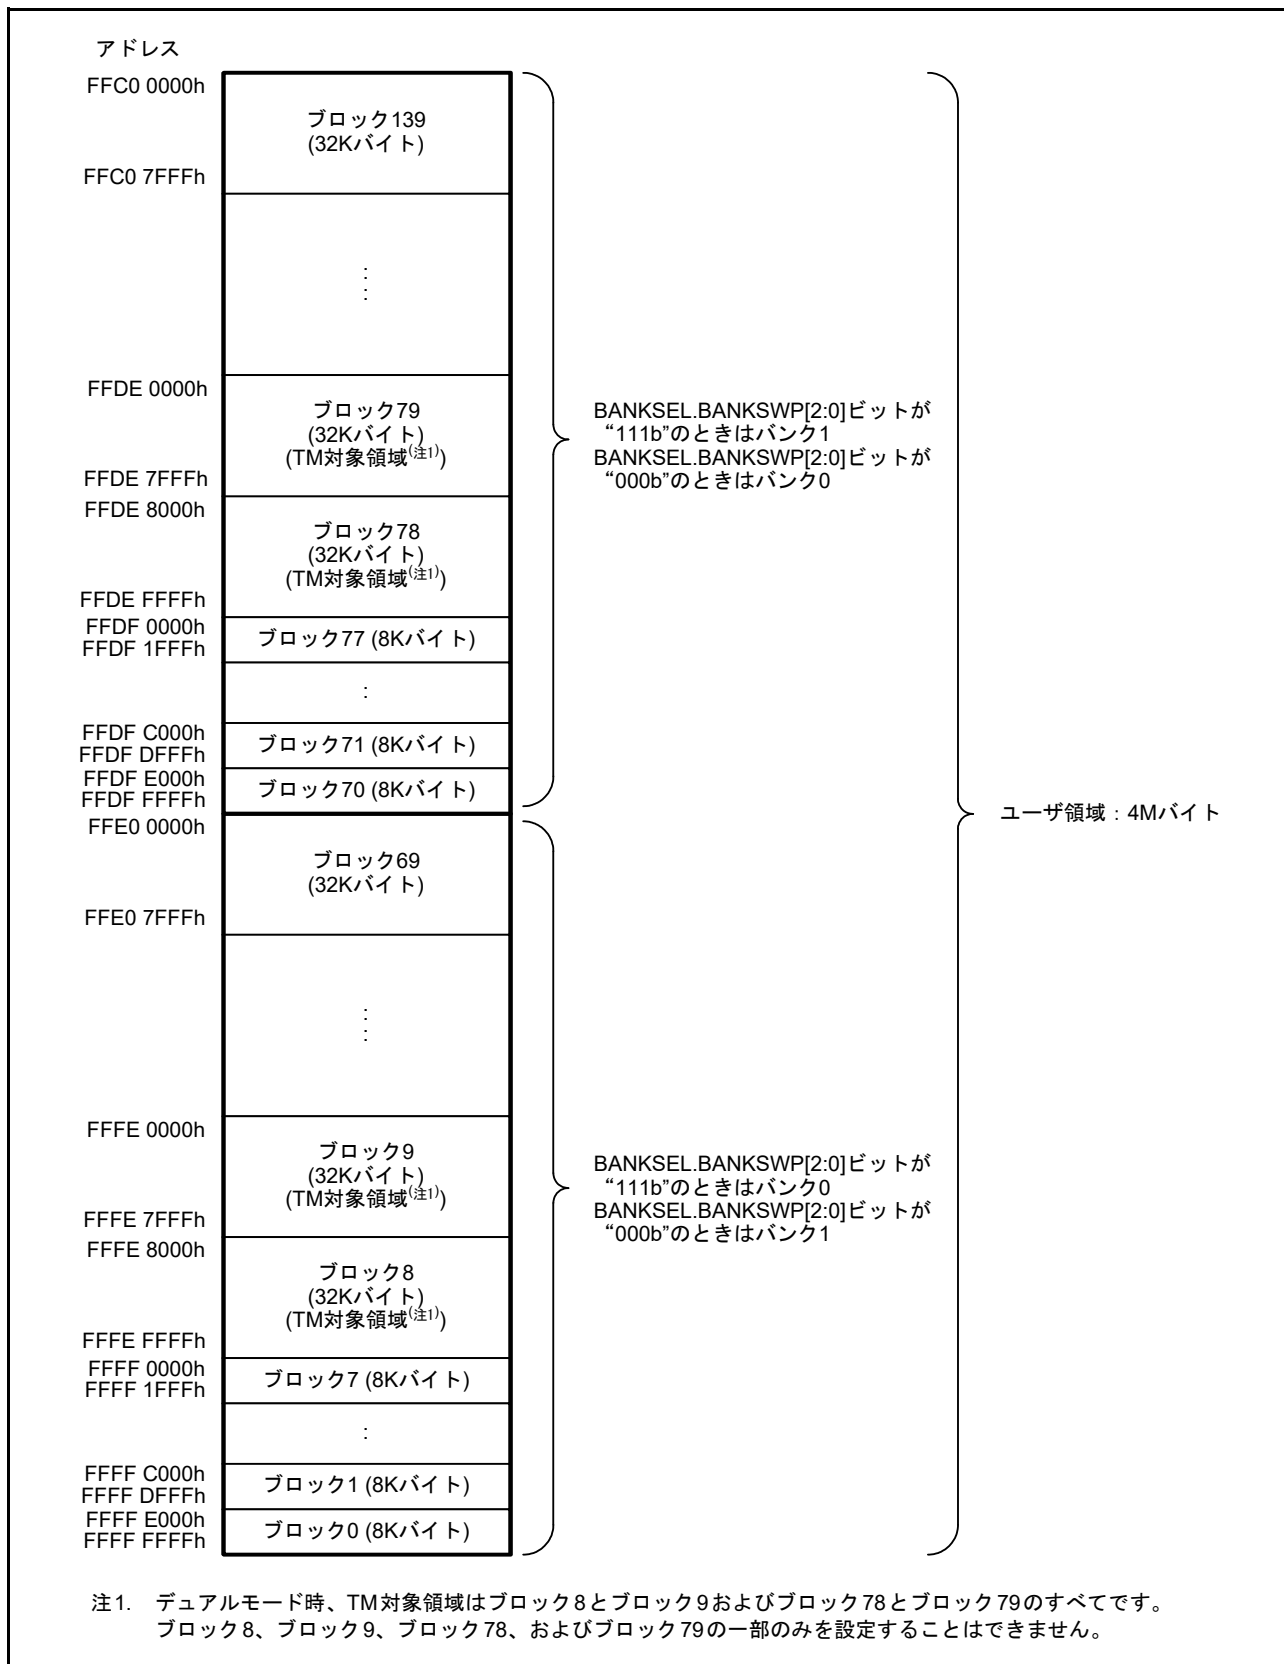 アドレス
FFC0 0000h
ブロック139
(32Kバイト)
FFC0 7FFFh
:
:
FFDE 0000h
ブロック79
(32Kバイト)
(TM対象領域(注1))
FFDE 7FFFh
FFDE 8000h
ブロック78
(32Kバイト)
(TM対象領域(注1))
FFDE FFFFh
FFDF 0000h
FFDF 1FFFh
ブロック77 (8Kバイト)
:
FFDF C000h
FFDF DFFFh
ブロック71 (8Kバイト)
FFDF E000h
FFDF FFFFh
ブロック70 (8Kバイト)
BANKSEL.BANKSWP[2:0]ビットが
“111b”のときはバンク1
BANKSEL.BANKSWP[2:0]ビットが
“000b”のときはバンク0
ユーザ領域：4Mバイト
FFE0 0000h
ブロック69
(32Kバイト)
FFE0 7FFFh
:
:
FFFE 0000h
ブロック9
(32Kバイト)
(TM対象領域(注1))
FFFE 7FFFh
FFFE 8000h
ブロック8
(32Kバイト)
(TM対象領域(注1))
FFFE FFFFh
FFFF 0000h
FFFF 1FFFh
ブロック7 (8Kバイト)
:
FFFF C000h
FFFF DFFFh
ブロック1 (8Kバイト)
FFFF E000h
FFFF FFFFh
ブロック0 (8Kバイト)
BANKSEL.BANKSWP[2:0]ビットが
“111b”のときはバンク0
BANKSEL.BANKSWP[2:0]ビットが
“000b”のときはバンク1
注1. デュアルモード時、TM対象領域はブロック8とブロック9およびブロック78とブロック79のすべてです。
ブロック8、ブロック9、ブロック78、およびブロック79の一部のみを設定することはできません。